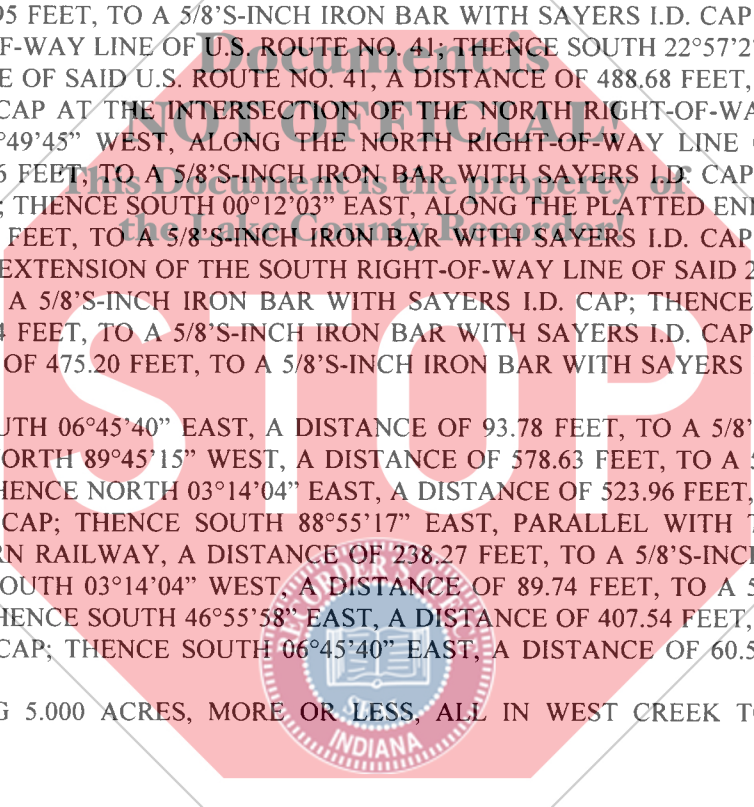 95 FEET, TO A 5/8'S-INCH IRON BAR WITH SAYERS I.D. CAP
F-WAY LINE OF U.S. ROUTE NO. 41; THENCE SOUTH 22°57'2
Document is
E OF SAID U.S. ROUTE NO. 41, A DISTANCE OF 488.68 FEET,
CAP AT THE INTERSECTION OF THE NORTH RIGHT-OF-WA
NOT OFFICIAL!
°49'45" WEST, ALONG THE NORTH RIGHT-OF-WAY LINE
6 FEET, TO A 5/8'S-INCH IRON BAR WITH SAYERS I.D. CAP
This Document is the property of
; THENCE SOUTH 00°12'03" EAST, ALONG THE PLATTED EN
the Lake County Recorder!
FEET, TO A 5/8'S-INCH IRON BAR WITH SAYERS I.D. CAP
EXTENSION OF THE SOUTH RIGHT-OF-WAY LINE OF SAID 2
A 5/8'S-INCH IRON BAR WITH SAYERS I.D. CAP; THENCE
4 FEET, TO A 5/8'S-INCH IRON BAR WITH SAYERS I.D. CAP
OF 475.20 FEET, TO A 5/8'S-INCH IRON BAR WITH SAYERS
STOP
UTH 06°45'40" EAST, A DISTANCE OF 93.78 FEET, TO A 5/8'
ORTH 89°45'15" WEST, A DISTANCE OF 578.63 FEET, TO A
HENCE NORTH 03°14'04" EAST, A DISTANCE OF 523.96 FEET,
CAP; THENCE SOUTH 88°55'17" EAST, PARALLEL WITH T
RN RAILWAY, A DISTANCE OF 238.27 FEET, TO A 5/8'S-INCH
OUTH 03°14'04" WEST, A DISTANCE OF 89.74 FEET, TO A 5
HENCE SOUTH 46°55'58" EAST, A DISTANCE OF 407.54 FEET,
CAP; THENCE SOUTH 06°45'40" EAST, A DISTANCE OF 60.5
SEAL
G 5.000 ACRES, MORE OR LESS, ALL IN WEST CREEK T
INDIANA